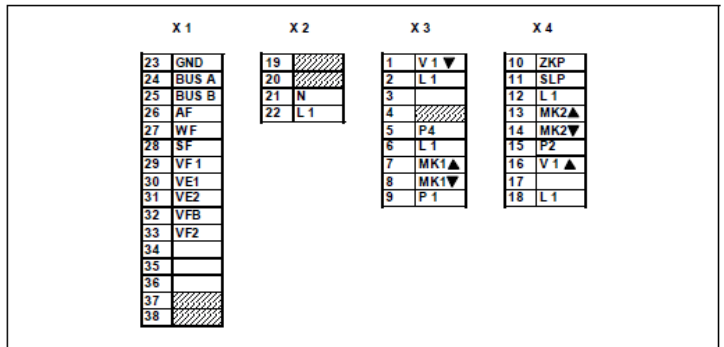 X 1 X 2 X 3 X 4
23 GND 19 1 V 1 ▼ 10 ZKP
24 BUS A 20 2 L 1 11 SLP
25 BUS B 21 N 3 12 L 1
26 AF 22 L 1 4 13 MK2▲
27 WF 5 P4 14 MK2▼
28 SF 6 L 1 15 P2
29 VF1 7 MK1▲ 16 V 1 ▲
30 VE1 8 MK1▼ 17
31 VE2 9 P 1 18 L 1
32 VFB
33 VF2
34
35
36
37
38